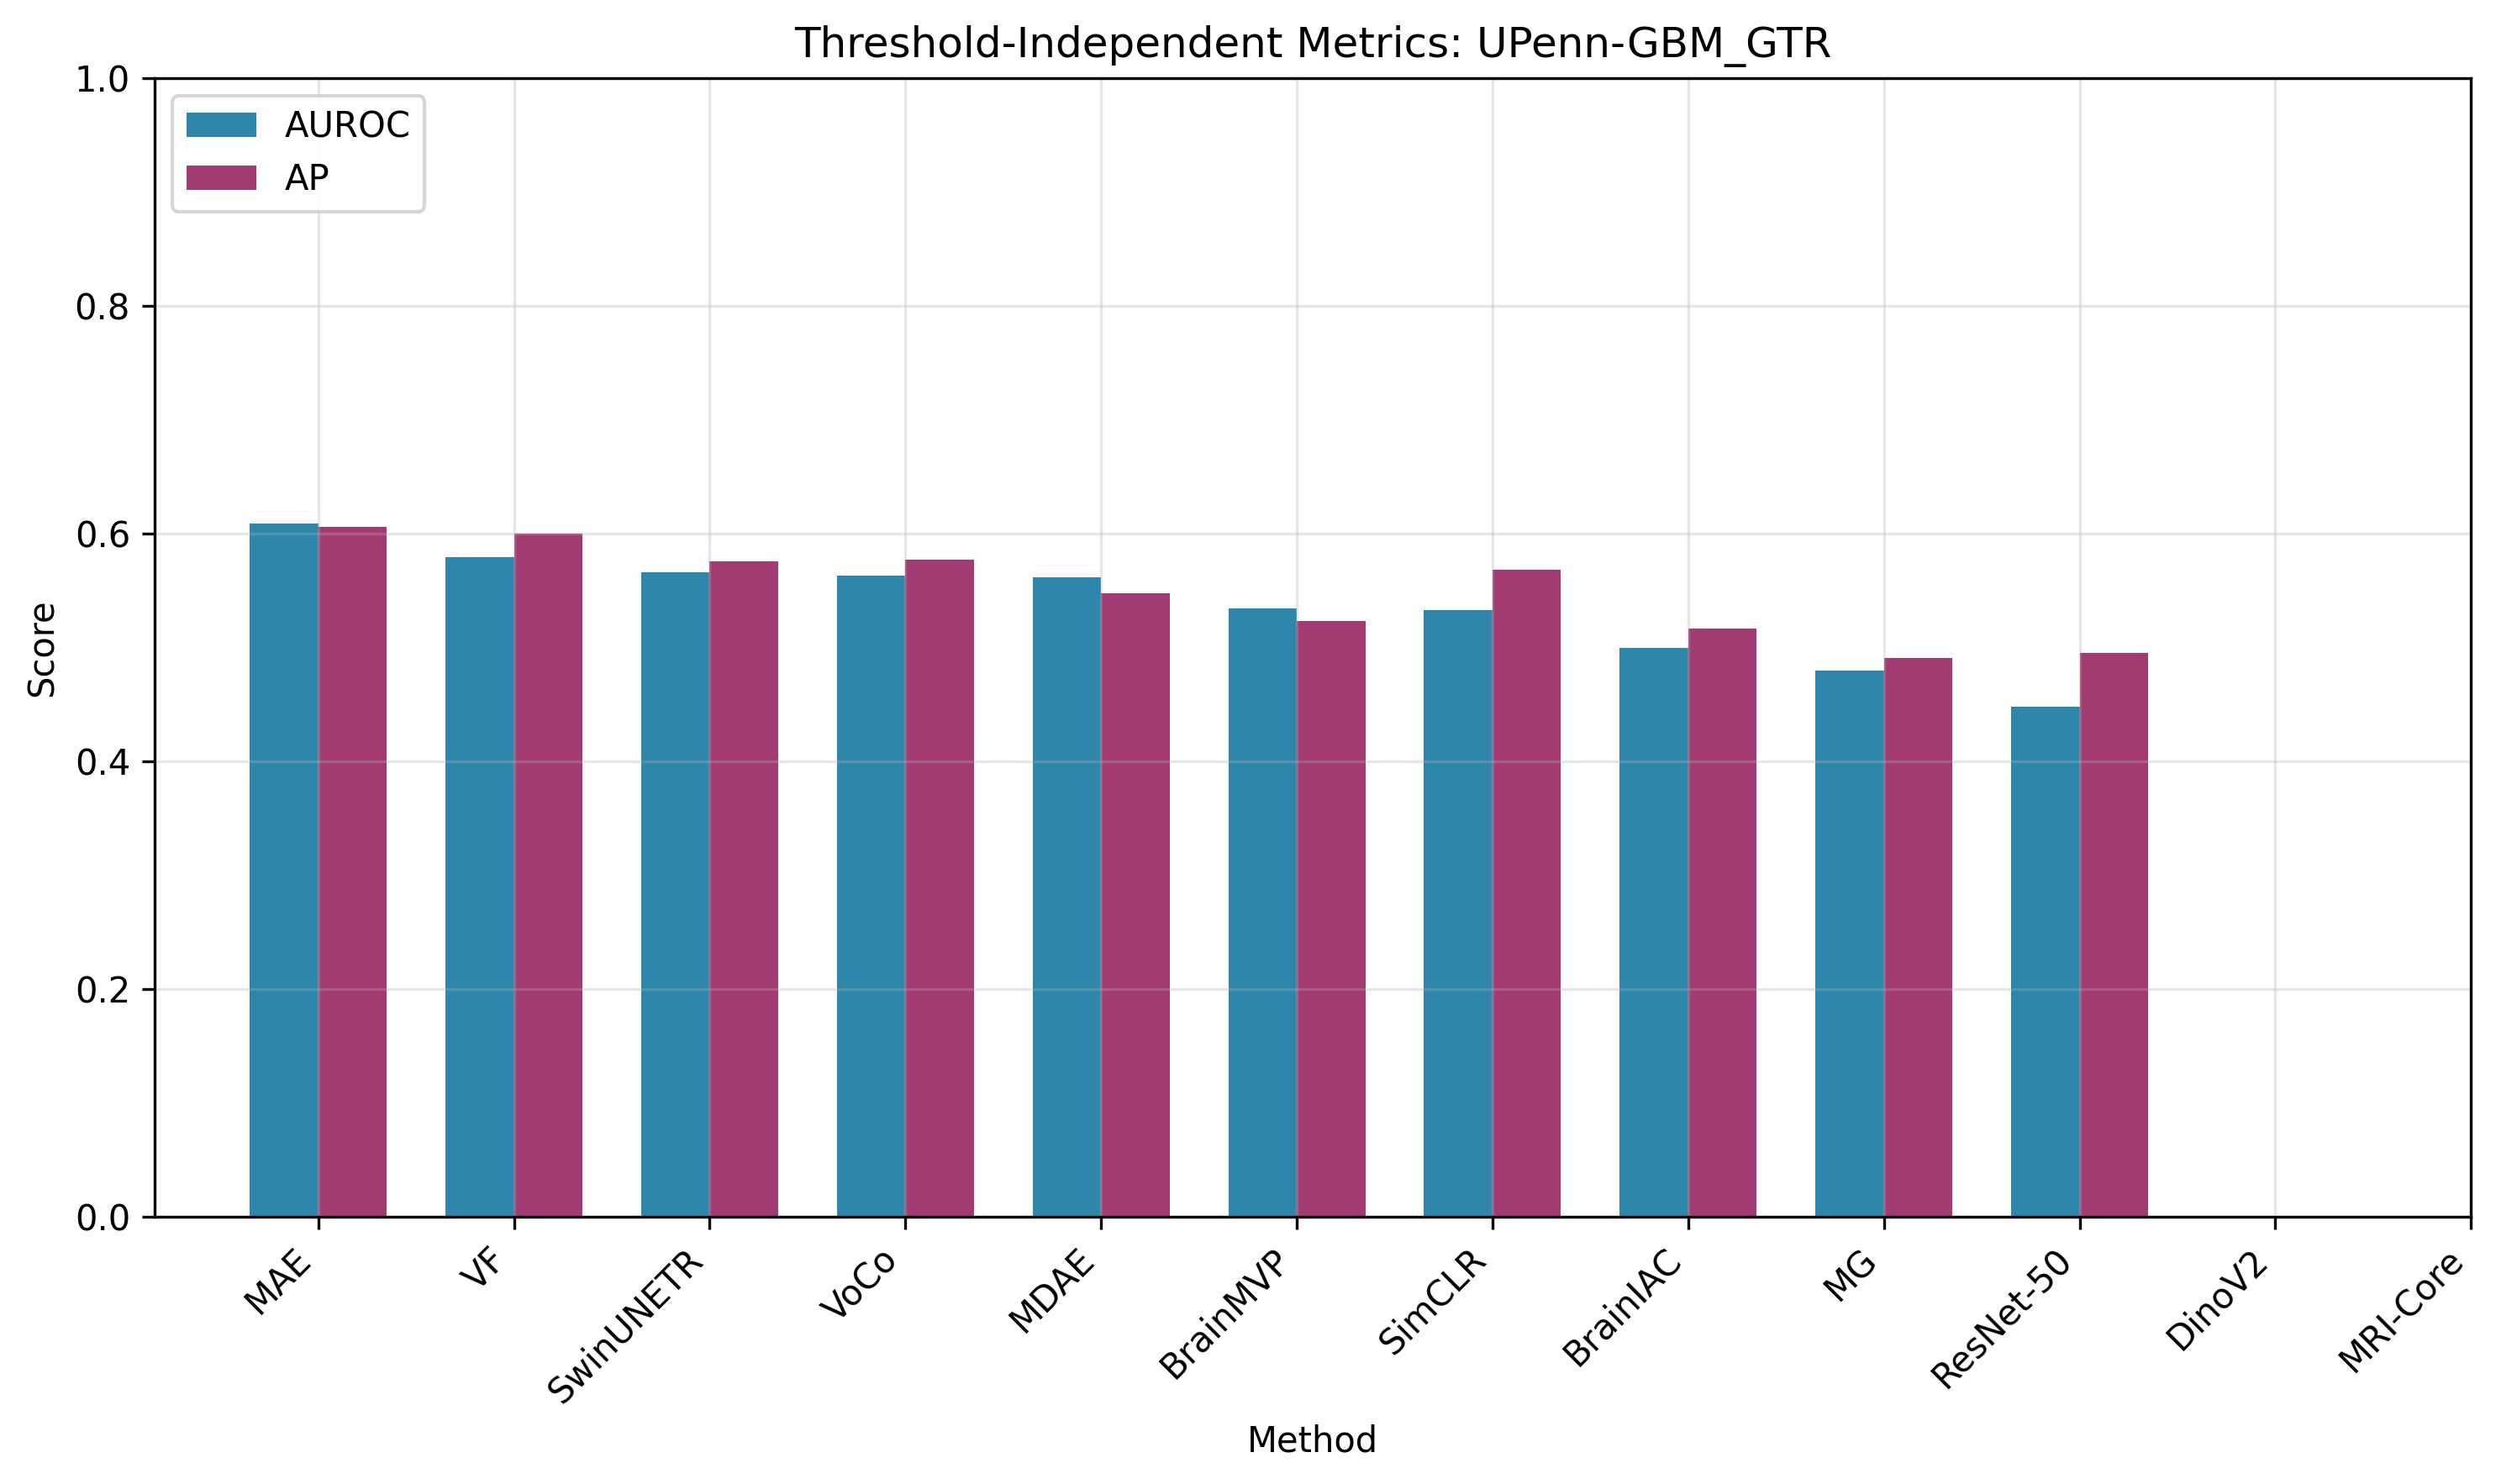 Threshold-Independent Metrics: UPenn-GBM_GTR
1.0
0.8
0.6
0.4
0.2
0.0
Score
AUROC
AP
MAE
VF
SwinUNETR
VoCo
MDAE
BrainMVP
SimCLR
BrainIAC
MG
ResNet-50
DinoV2
MRI-Core
Method